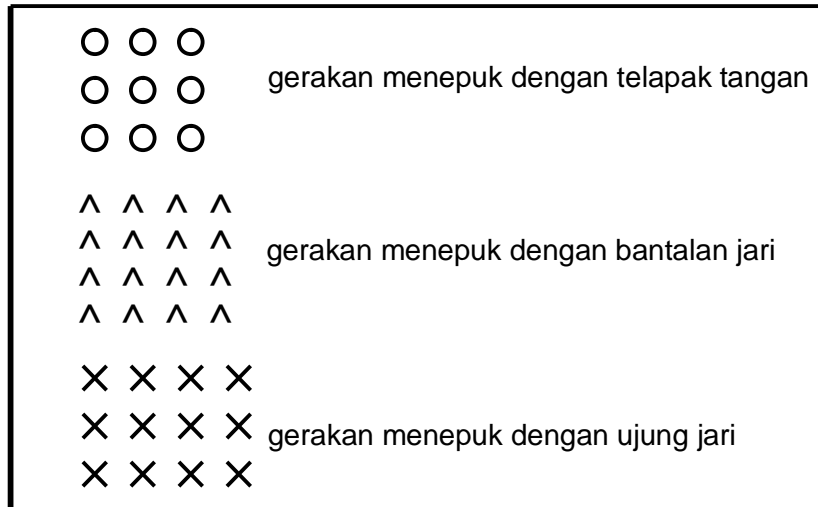 O O O
O O O gerakan menepuk dengan telapak tangan
O O O
^ ^ ^ ^
^ ^ ^ ^ gerakan menepuk dengan bantalan jari
^ ^ ^ ^
^ ^ ^ ^
× × × ×
× × × × gerakan menepuk dengan ujung jari
× × × ×